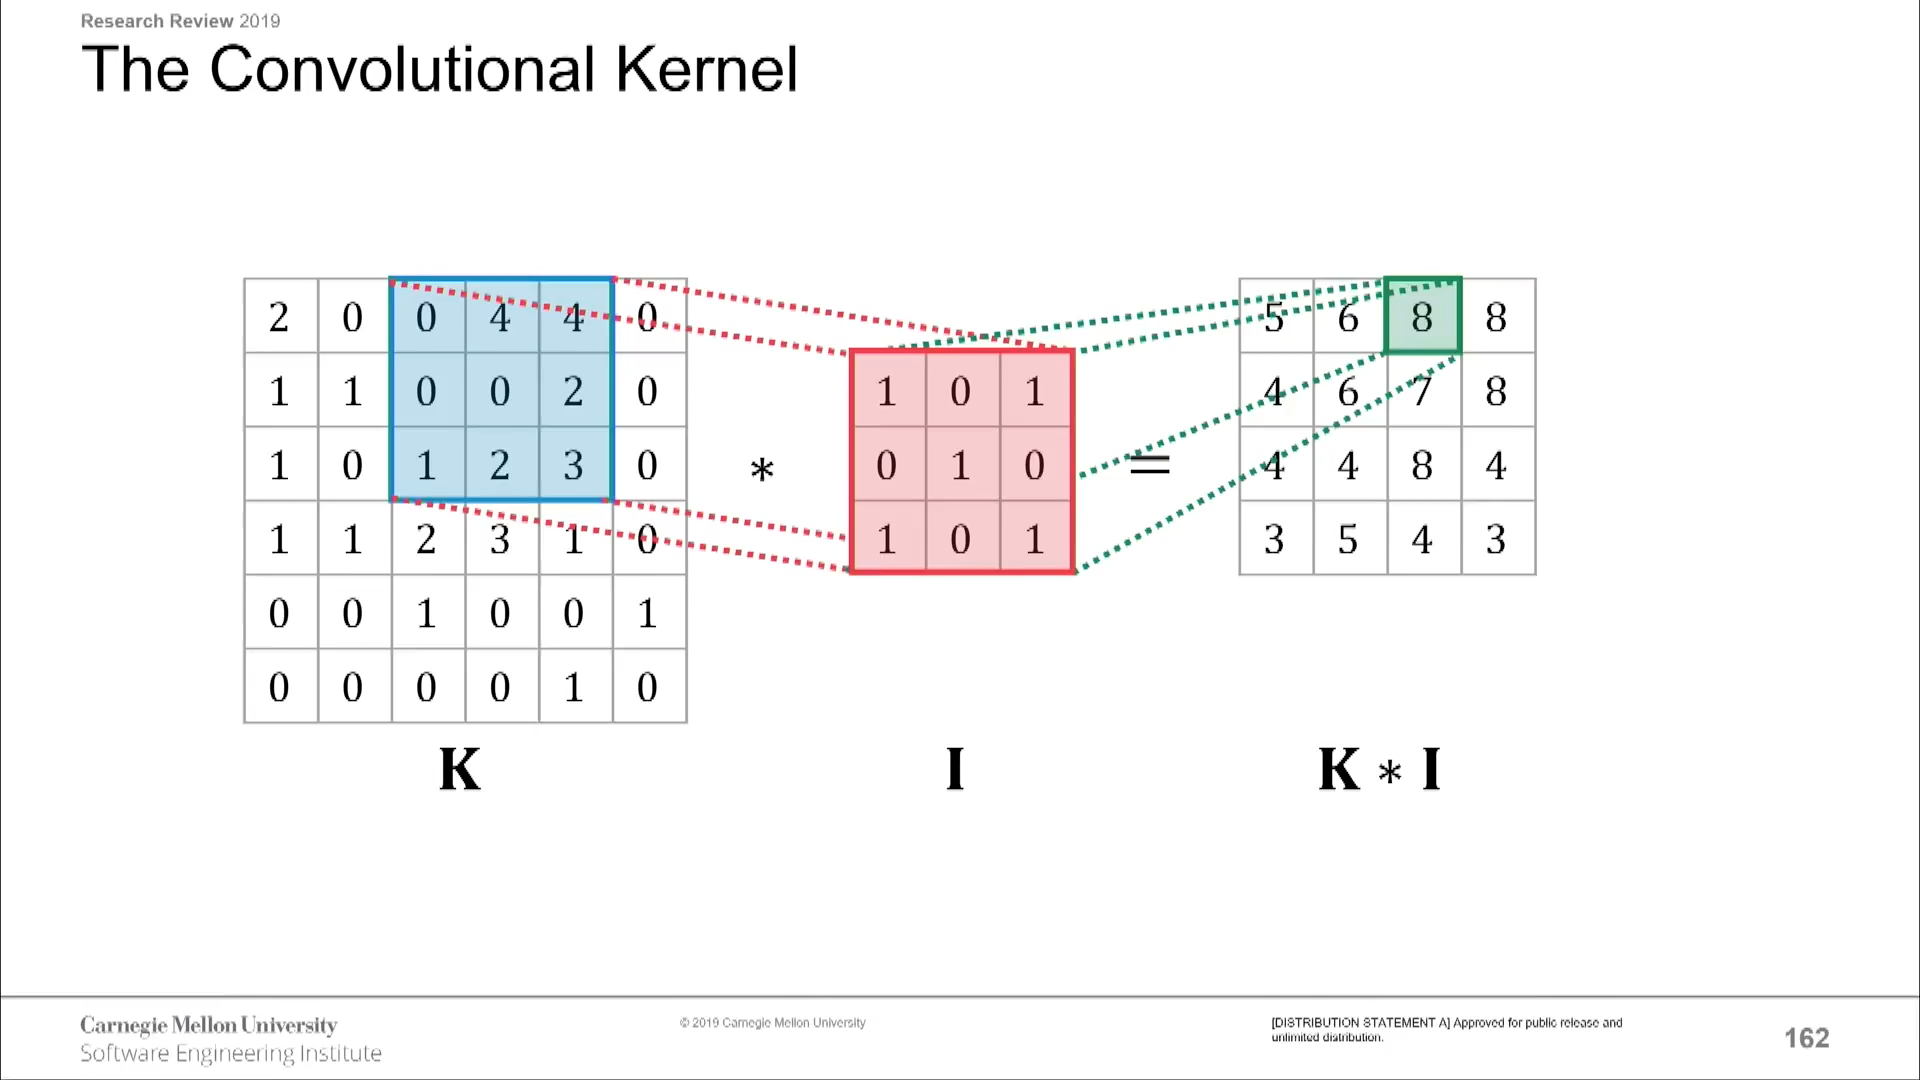 Research Review 2019
The Convolutional Kernel
2 0 0 4 4 0
1 1 0 0 2 0
1 0 1 2 3 0
1 1 2 3 1 0
0 0 1 0 0 1
0 0 0 0 1 0
K
*
1 0 1
0 1 0
1 0 1
I
=
5 6 8 8
4 6 7 8
4 4 8 4
3 5 4 3
K * I
Carnegie Mellon University
Software Engineering Institute
© 2019 Carnegie Mellon University
[DISTRIBUTION STATEMENT A] Approved for public release and
unlimited distribution.
162